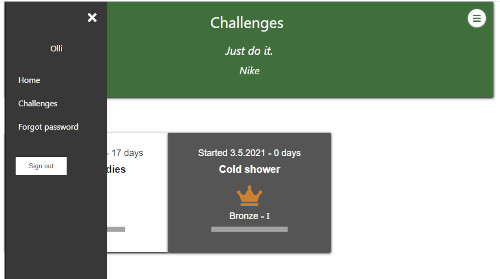 Olli
Home
Challenges
Forgot password
Sign out
Challenges
Just do it.
Nike
- 17 days
dies
Started 3.5.2021 - 0 days
Cold shower
Bronze - I